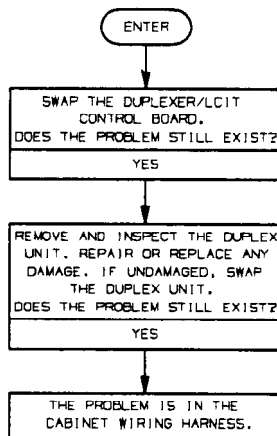 ENTER
SWAP THE DUPLEXER/LCIT
CONTROL BOARD.
DOES THE PROBLEM STILL EXIST?
YES
REMOVE AND INSPECT THE DUPLEX
UNIT. REPAIR OR REPLACE ANY
DAMAGE. IF UNDAMAGED, SWAP
THE DUPLEX UNIT.
DOES THE PROBLEM STILL EXIST?
YES
THE PROBLEM IS IN THE
CABINET WIRING HARNESS.